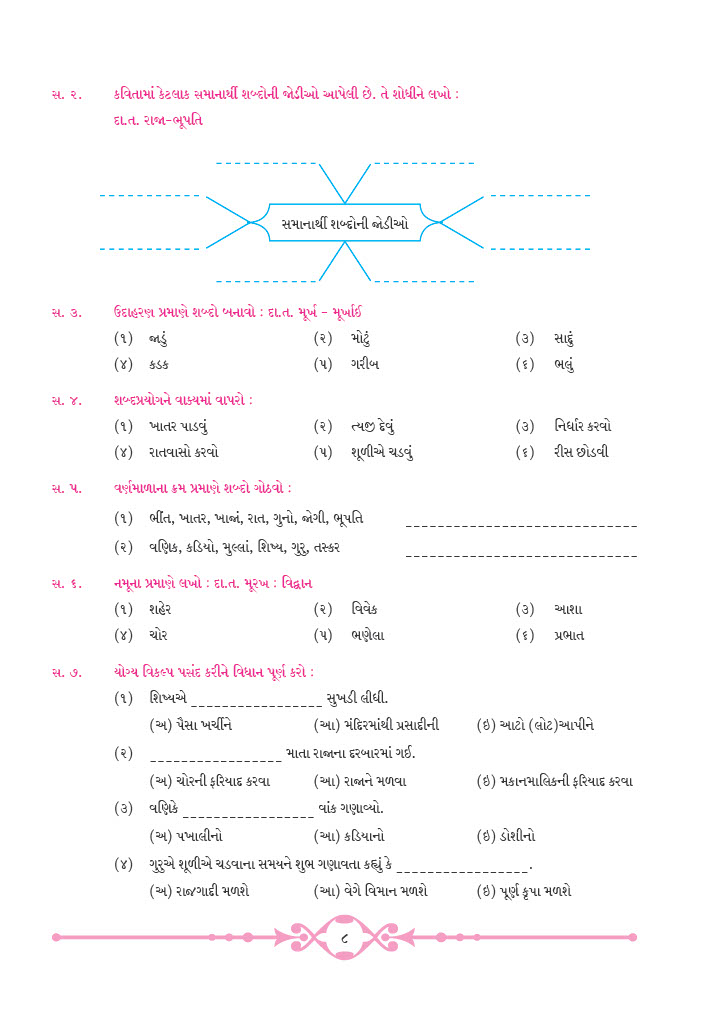 સ. ૨. કવિતામાં કેટલાક સમાનાર્થી શબ્દોની જોડીઓ આપેલી છે. તે શોધીને લખો :
દા.ત. રાજા-ભૂપતિ
સમાનાર્થી શબ્દોની જોડીઓ
સ. ૩. ઉદાહરણ પ્રમાણે શબ્દો બનાવો : દા.ત. મૂર્ખ - મૂર્ખાઈ
(૧) જાડું (૨) મોટું (૩) સાદું
(૪) કડક (૫) ગરીબ (૬) ભલું
સ. ૪. શબ્દપ્રયોગને વાક્યમાં વાપરો :
(૧) ખાતર પાડવું (૨) ત્યજી દેવું (૩) નિર્ધાર કરવો
(૪) રાતવાસો કરવો (૫) શૂળીએ ચડવું (૬) રીસ છોડવી
સ. ૫. વર્ણમાળાના ક્રમ પ્રમાણે શબ્દો ગોઠવો :
(૧) ભીંત, ખાતર, ખાજાં, રાત, ગુનો, જોગી, ભૂપતિ _____________________________
(૨) વણિક, કડિયો, મુલ્લાં, શિષ્ય, ગુરુ, તસ્કર _____________________________
સ. ૬. નમૂના પ્રમાણે લખો : દા.ત. મૂરખ : વિદ્વાન
(૧) શહેર (૨) વિવેક (૩) આશા
(૪) ચોર (૫) ભણેલા (૬) પ્રભાત
સ. ૭. યોગ્ય વિકલ્પ પસંદ કરીને વિધાન પૂર્ણ કરો :
(૧) શિષ્યએ _________________ સુખડી લીધી.
(અ) પૈસા ખર્ચીને (આ) મંદિરમાંથી પ્રસાદીની (ઇ) આટો (લોટ)આપીને
(૨) _________________ માતા રાજાના દરબારમાં ગઈ.
(અ) ચોરની ફરિયાદ કરવા (આ) રાજાને મળવા (ઇ) મકાનમાલિકની ફરિયાદ કરવા
(૩) વણિકે _________________ વાંક ગણાવ્યો.
(અ) પખાલીનો (આ) કડિયાનો (ઇ) ડોશીનો
(૪) ગુરુએ શૂળીએ ચડવાના સમયને શુભ ગણાવતા કહ્યું કે _________________.
(અ) રાજગાદી મળશે (આ) વેગે વિમાન મળશે (ઇ) પૂર્ણ કૃપા મળશે
૮